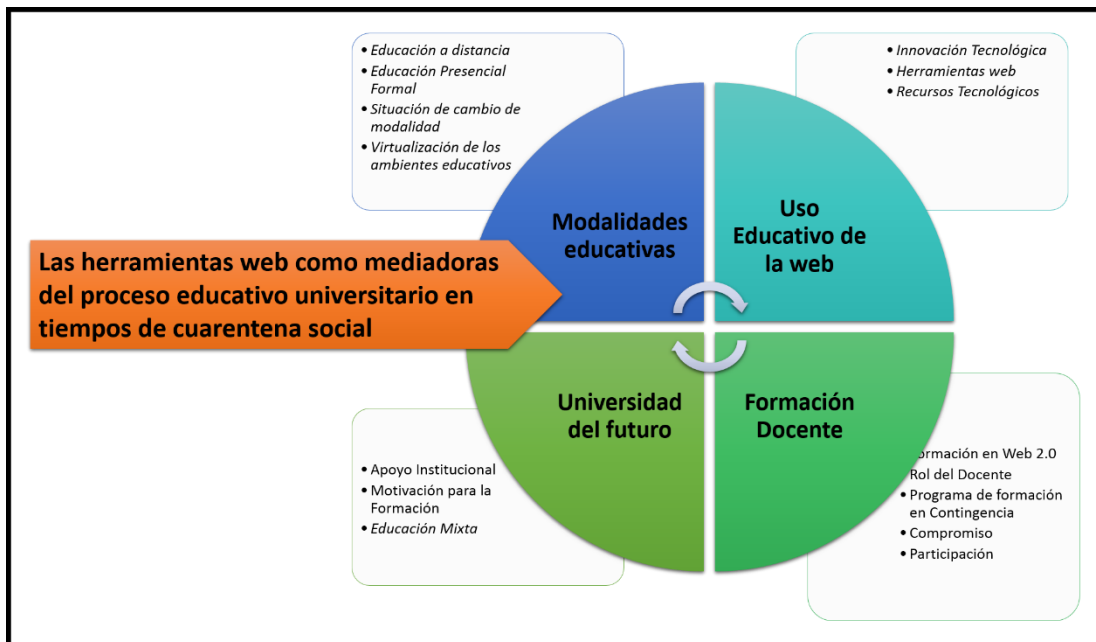 • Educación a distancia
• Educación Presencial
Formal
• Situación de cambio de
modalidad
• Virtualización de los
ambientes educativos
• Innovación Tecnológica
• Herramientas web
• Recursos Tecnológicos
Modalidades
educativas
Uso
Educativo de
la web
Las herramientas web como mediadoras
del proceso educativo universitario en
tiempos de cuarentena social
Universidad
del futuro
Formación
Docente
• Apoyo Institucional
• Motivación para la
Formación
• Educación Mixta
ormación en Web 2.0
Rol del Docente
• Programa de formación
en Contingencia
• Compromiso
• Participación